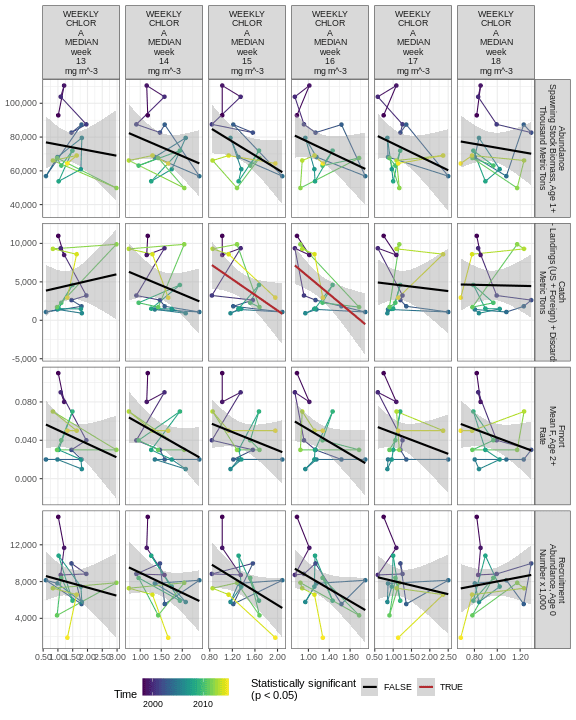 WEEKLY
CHLOR
A
MEDIAN
week
13
mg m^-3
WEEKLY
CHLOR
A
MEDIAN
week
14
mg m^-3
WEEKLY
CHLOR
A
MEDIAN
week
15
mg m^-3
WEEKLY
CHLOR
A
MEDIAN
week
16
mg m^-3
WEEKLY
CHLOR
A
MEDIAN
week
17
mg m^-3
WEEKLY
CHLOR
A
MEDIAN
week
18
mg m^-3
100,000
80,000
60,000
40,000
Abundance
Spawning Stock Biomass, Age 1+
Thousand Metric Tons
10,000
5,000
0
-5,000
Catch
Landings (US + Foreign) + Discard
Metric Tons
0.080
0.040
0.000
Fmort
Mean F, Age 2+
Rate
12,000
8,000
4,000
Recruitment
Abundance, Age 0
Number x 1,000
0.50 1.00 1.50 2.00 2.50 3.00
1.00 1.50 2.00
0.80 1.20 1.60 2.00
1.00 1.40 1.80
0.50 1.00 1.50 2.00 2.50
0.80 1.00 1.20
Time
2000 2010
Statistically significant
(p < 0.05)
FALSE
TRUE